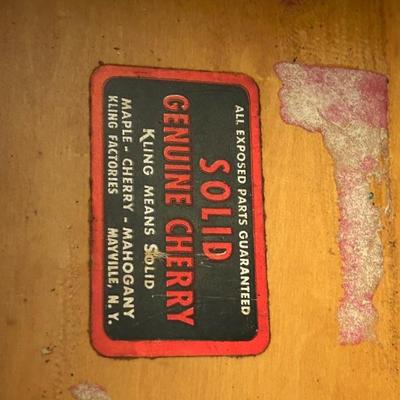 ALL EXPOSED PARTS GUARANTEED
SOLID
GENUINE CHERRY
KLING MEANS SOLID
MAPLE - CHERRY - MAHOGANY
KLING FACTORIES MAYVILLE, N. Y.